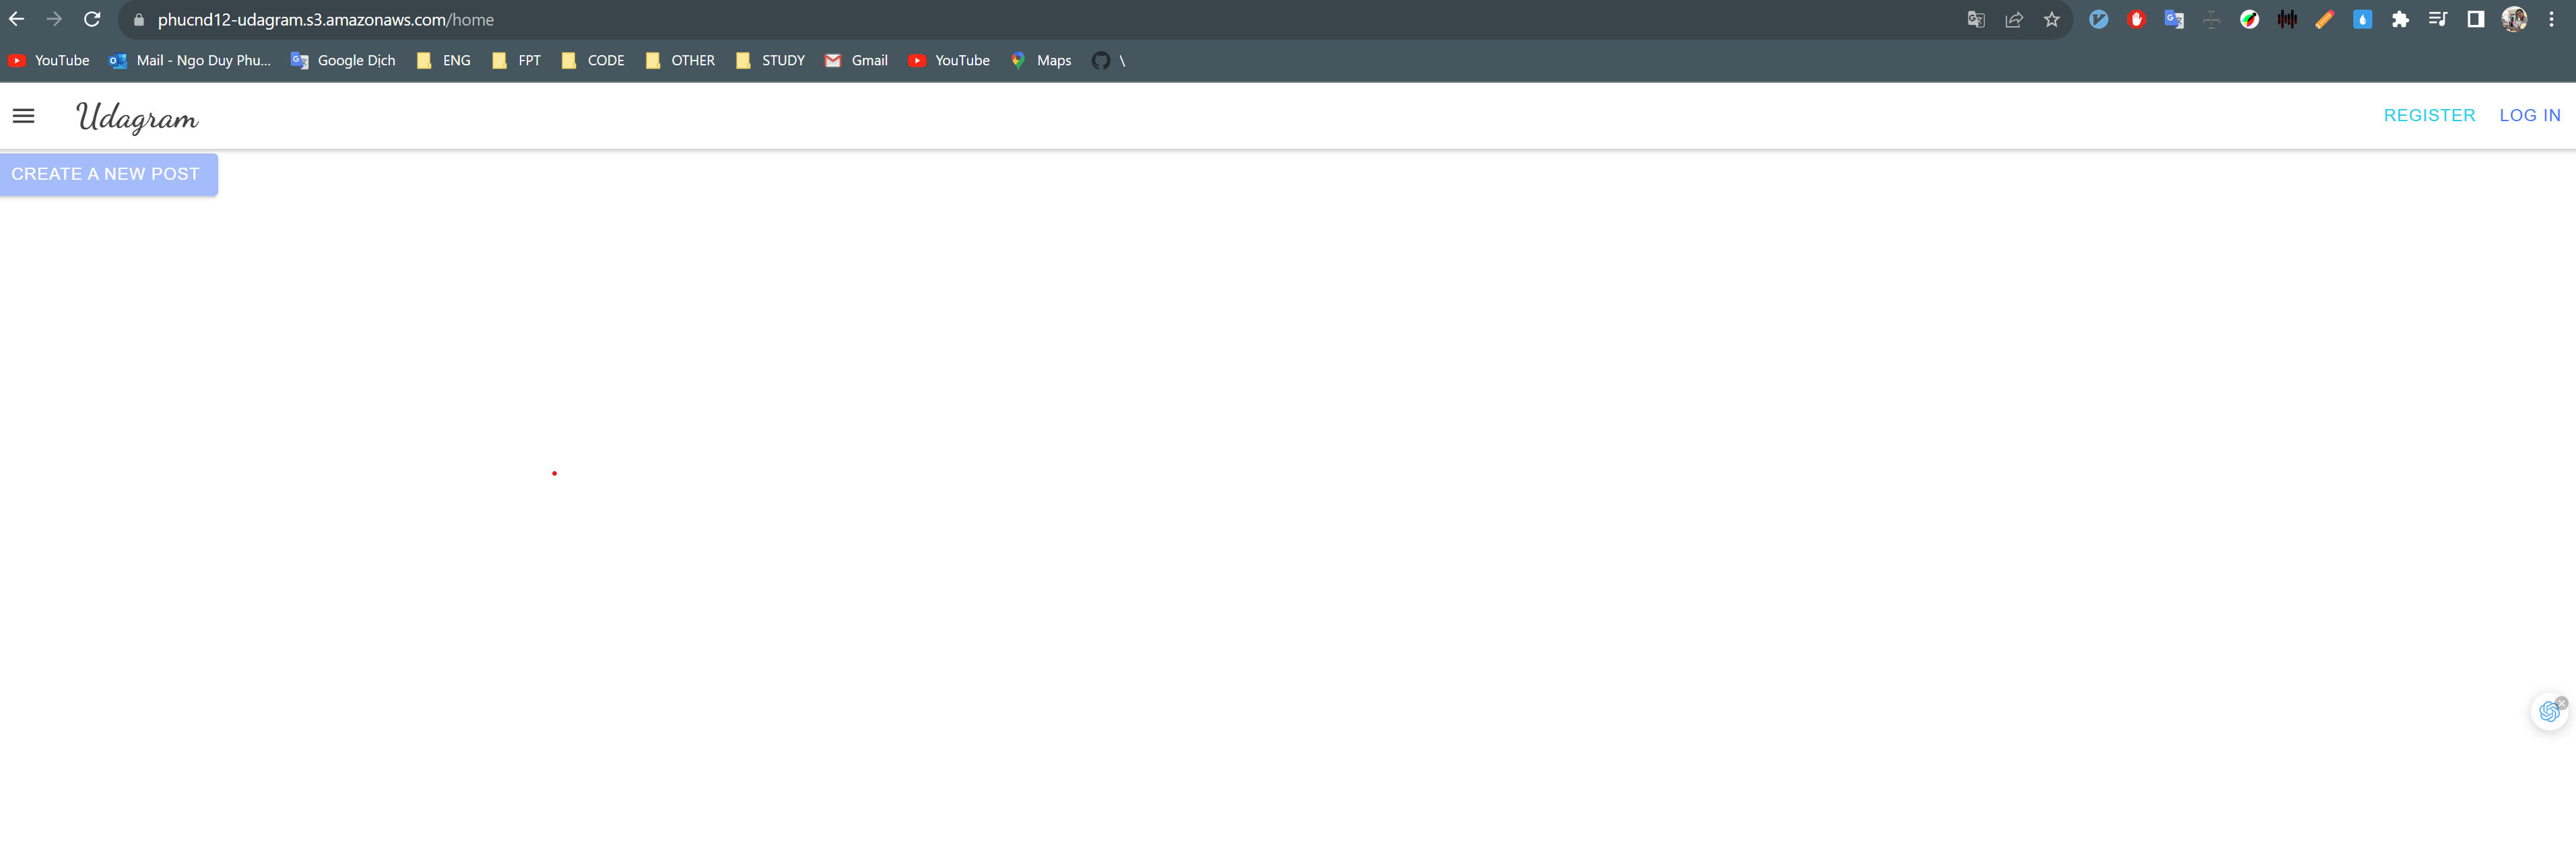 phucnd12-udagram.s3.amazonaws.com/home
YouTube Mail - Ngo Duy Phu... Google Dịch ENG FPT CODE OTHER STUDY Gmail YouTube Maps \
Udagram REGISTER LOG IN
CREATE A NEW POST